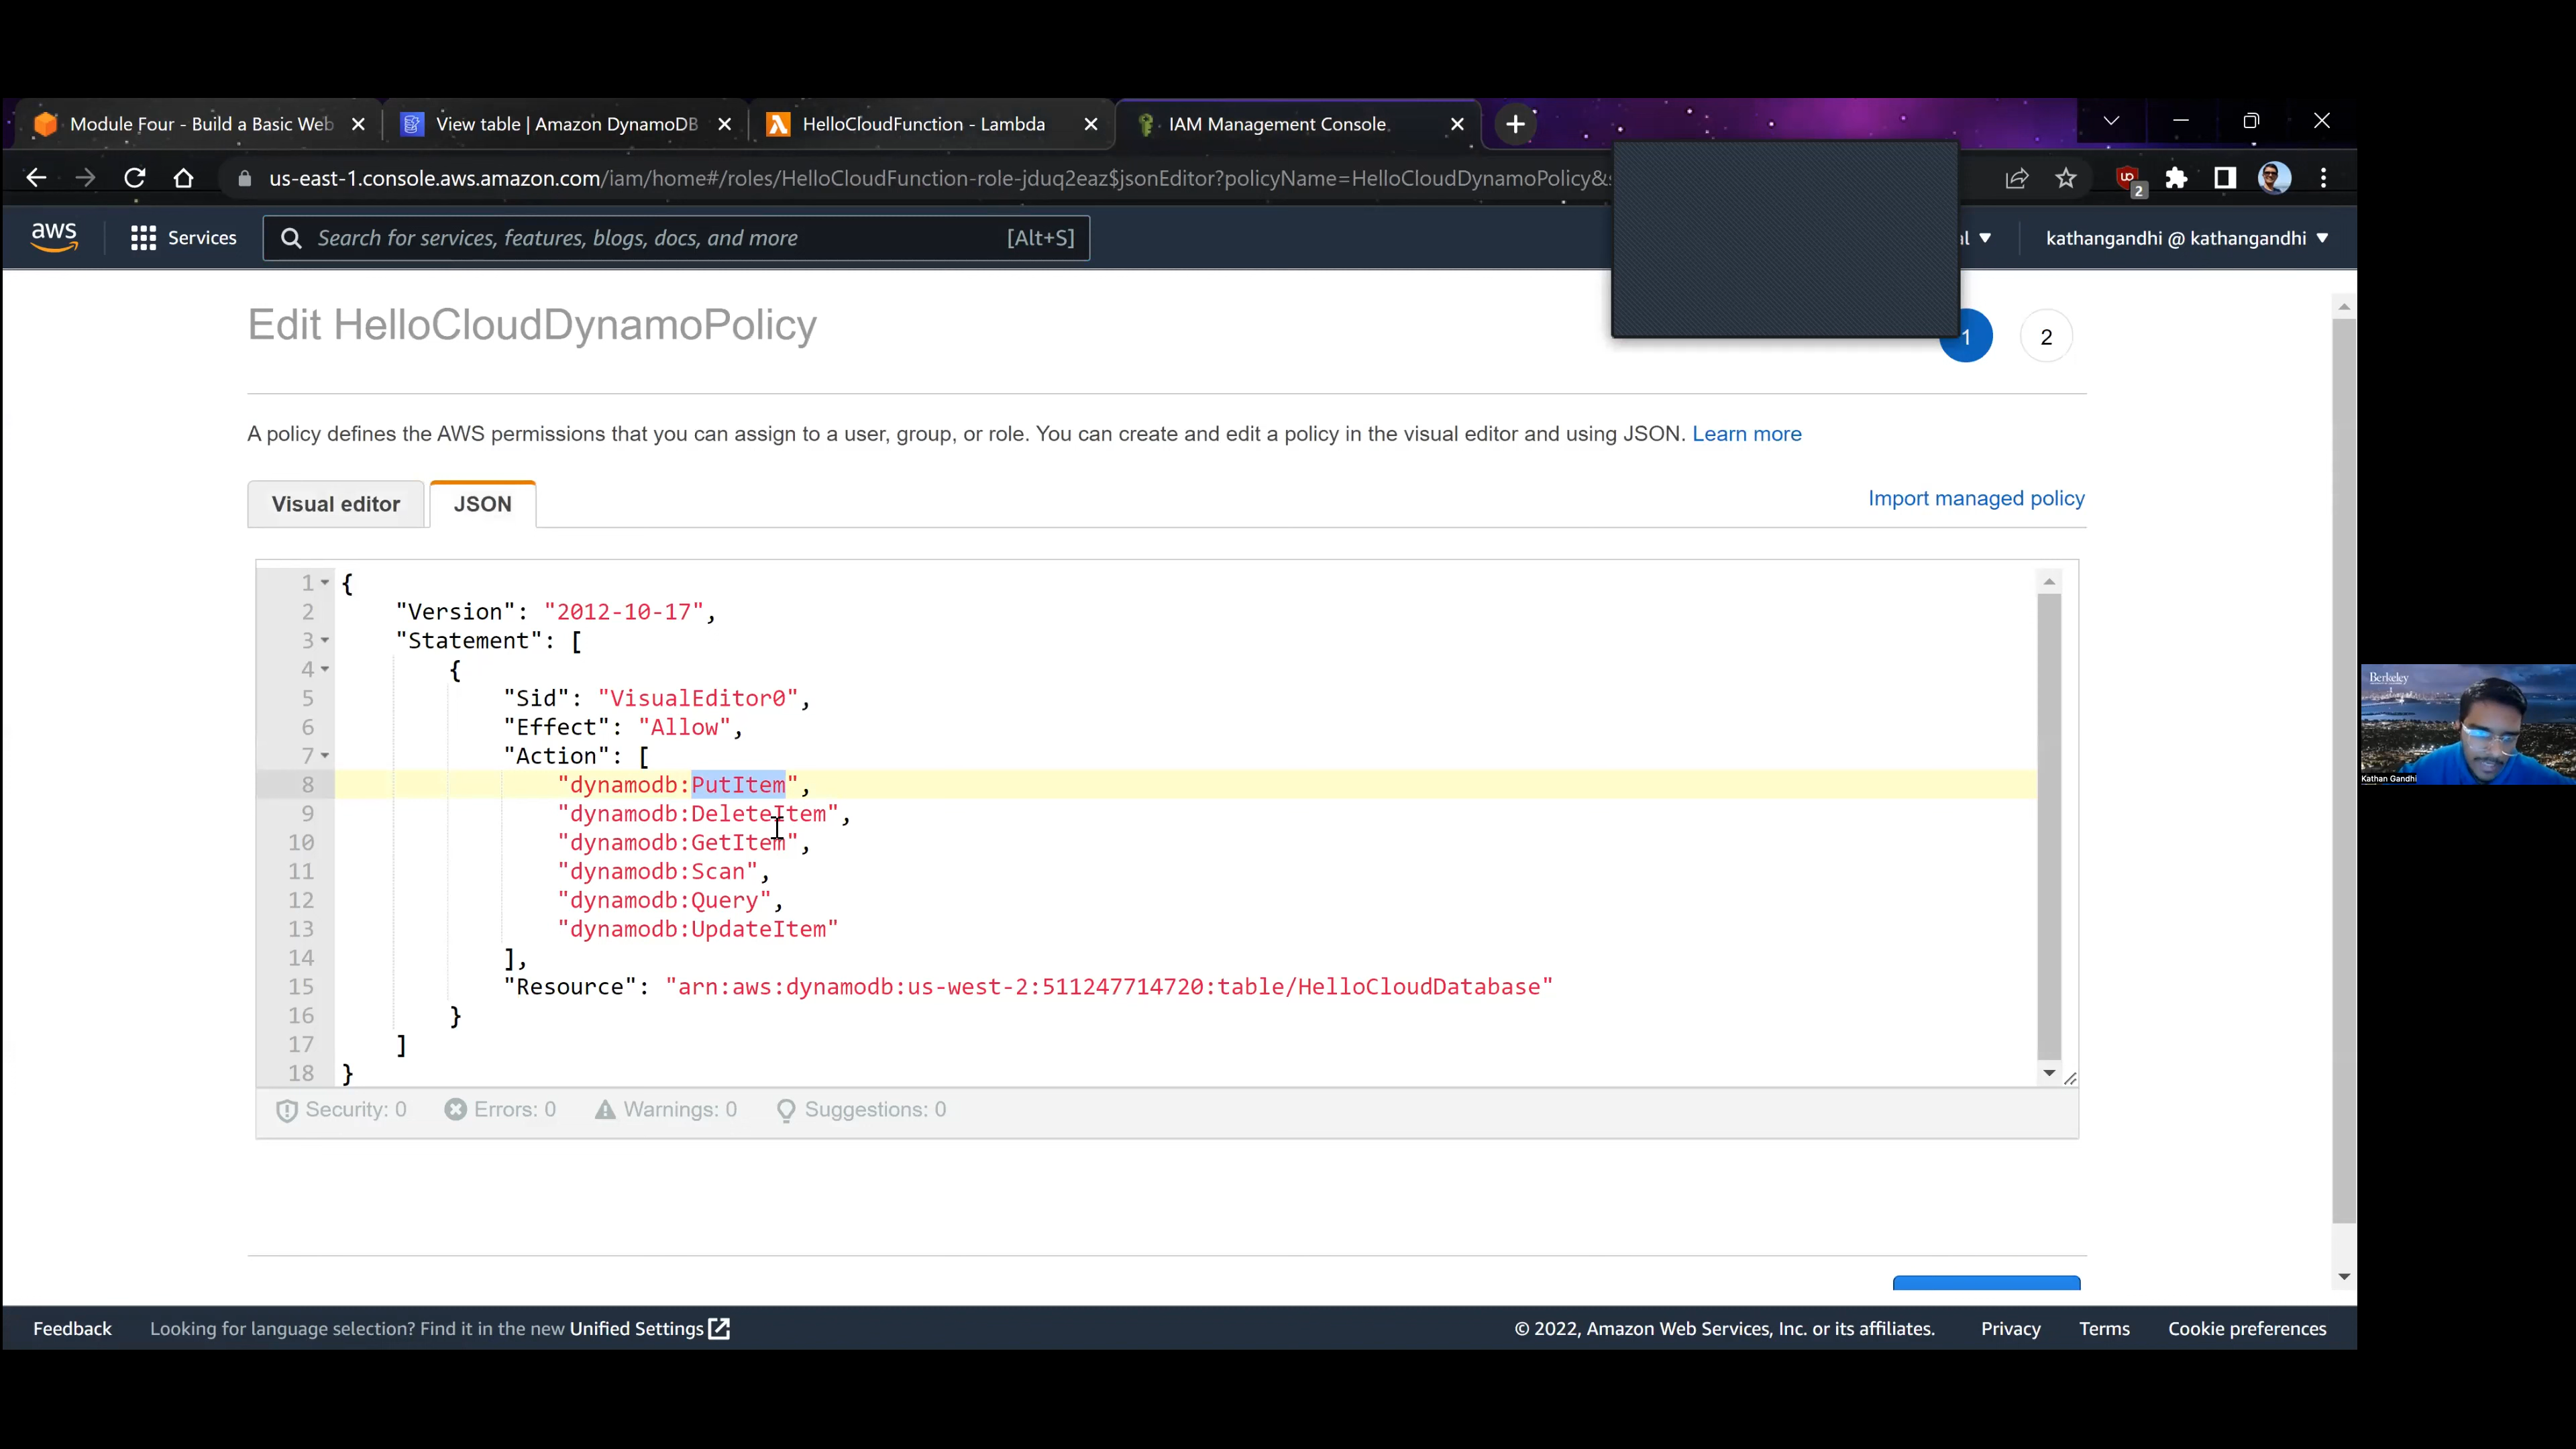 Module Four - Build a Basic Web
View table | Amazon DynamoDB
HelloCloudFunction - Lambda
IAM Management Console
us-east-1.console.aws.amazon.com/iam/home#/roles/HelloCloudFunction-role-jduq2eaz$jsonEditor?policyName=HelloCloudDynamoPolicy&
2
aws
Services
Search for services, features, blogs, docs, and more
[Alt+S]
kathangandhi @ kathangandhi
Edit HelloCloudDynamoPolicy
1
2
A policy defines the AWS permissions that you can assign to a user, group, or role. You can create and edit a policy in the visual editor and using JSON. Learn more
Visual editor
JSON
Import managed policy
1 {
2 "Version": "2012-10-17",
3 "Statement": [
4 {
5 "Sid": "VisualEditor0",
6 "Effect": "Allow",
7 "Action": [
8 "dynamodb:PutItem",
9 "dynamodb:DeleteItem",
10 "dynamodb:GetItem",
11 "dynamodb:Scan",
12 "dynamodb:Query",
13 "dynamodb:UpdateItem"
14 ],
15 "Resource": "arn:aws:dynamodb:us-west-2:511247714720:table/HelloCloudDatabase"
16 }
17 ]
18 }
Security: 0
Errors: 0
Warnings: 0
Suggestions: 0
Berkeley
Kathan Gandhi
Feedback
Looking for language selection? Find it in the new Unified Settings
© 2022, Amazon Web Services, Inc. or its affiliates.
Privacy
Terms
Cookie preferences